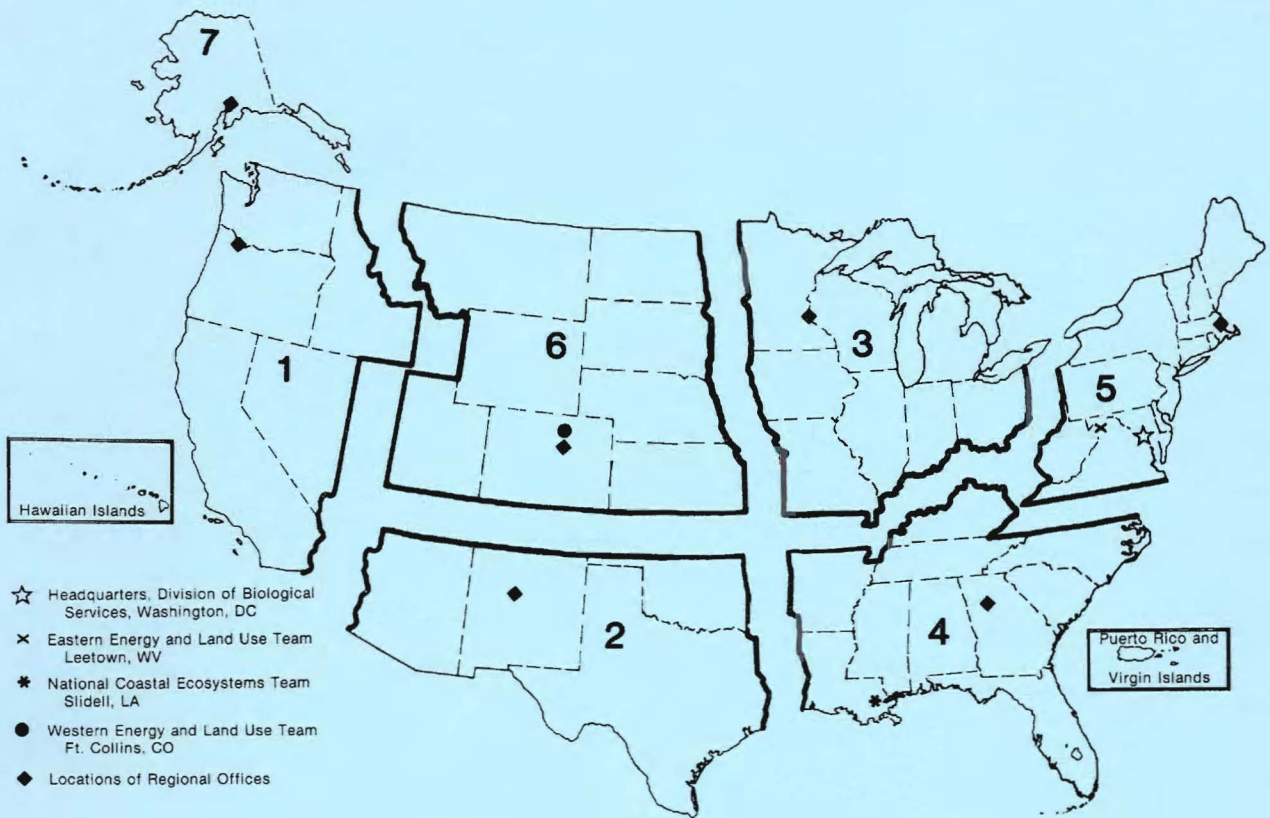 7
1
6
3
5
2
4
Hawaiian Islands
Puerto Rico and
Virgin Islands
☆ Headquarters, Division of Biological
Services, Washington, DC
× Eastern Energy and Land Use Team
Leetown, WV
* National Coastal Ecosystems Team
Slidell, LA
● Western Energy and Land Use Team
Ft. Collins, CO
◆ Locations of Regional Offices